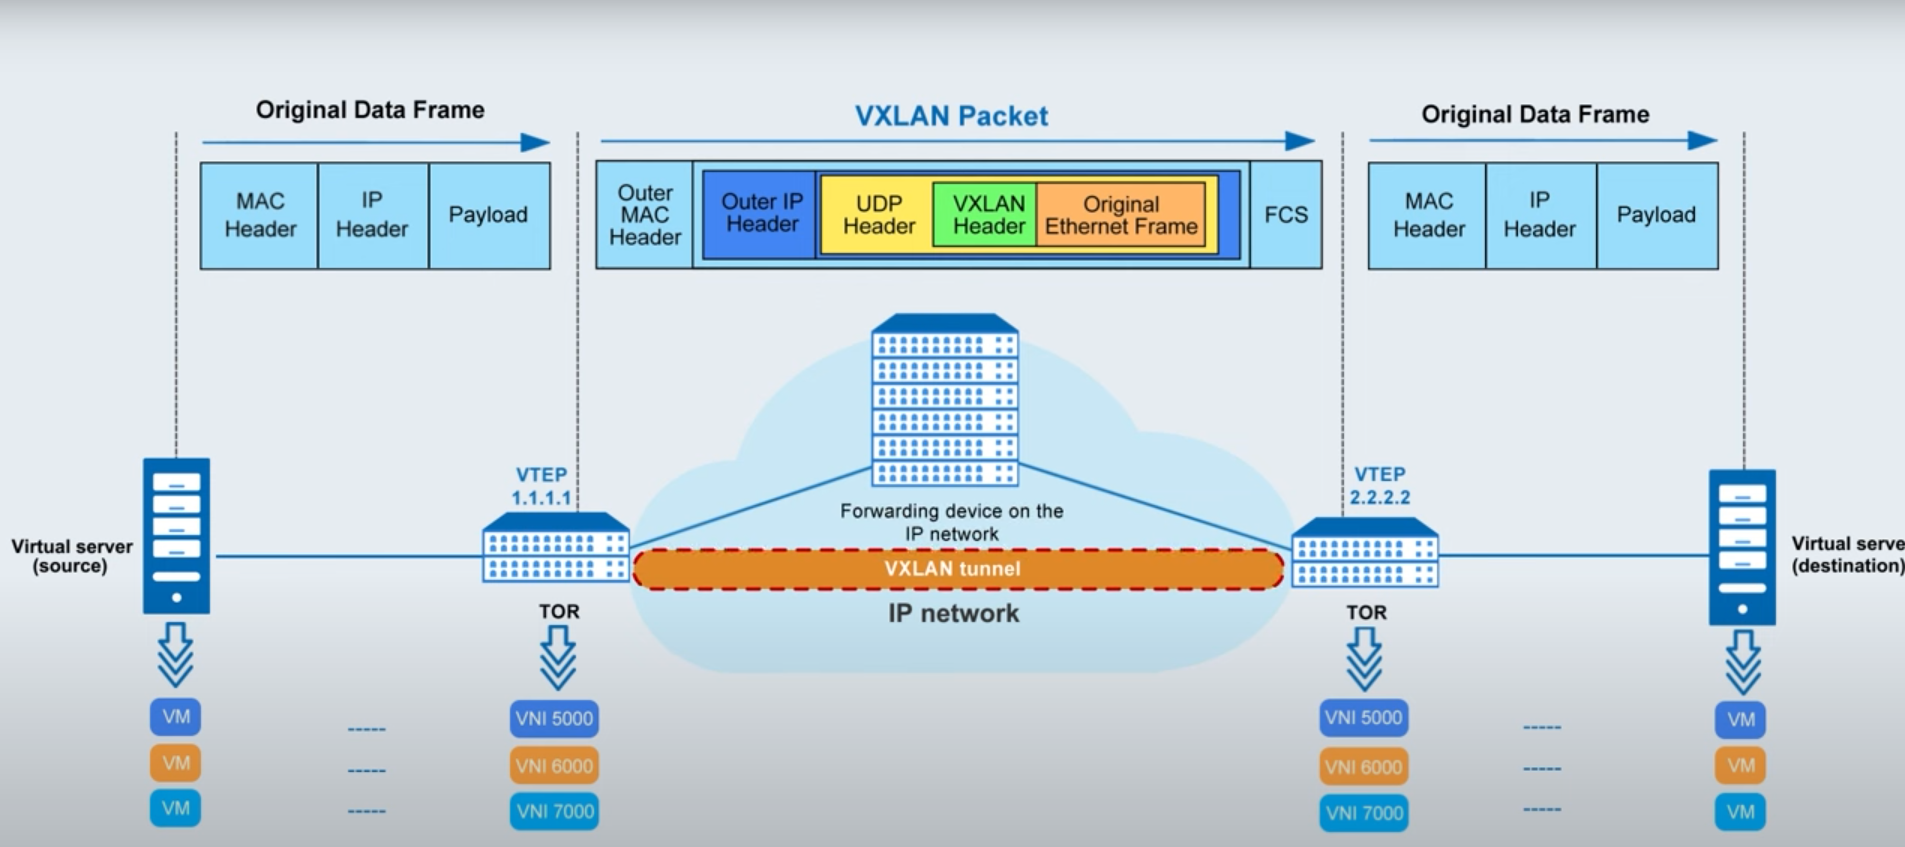 Original Data Frame
VXLAN Packet
Original Data Frame
MAC
Header
IP
Header
Payload
Outer
MAC
Header
Outer IP
Header
UDP
Header
VXLAN
Header
Original
Ethernet Frame
FCS
MAC
Header
IP
Header
Payload
VTEP
1.1.1.1
VTEP
2.2.2.2
Forwarding device on the
IP network
Virtual server
(source)
VXLAN tunnel
Virtual serve
(destination)
IP network
TOR
TOR
VM
-----
VNI 5000
VNI 5000
-----
VM
VM
-----
VNI 6000
VNI 6000
-----
VM
VM
-----
VNI 7000
VNI 7000
-----
VM